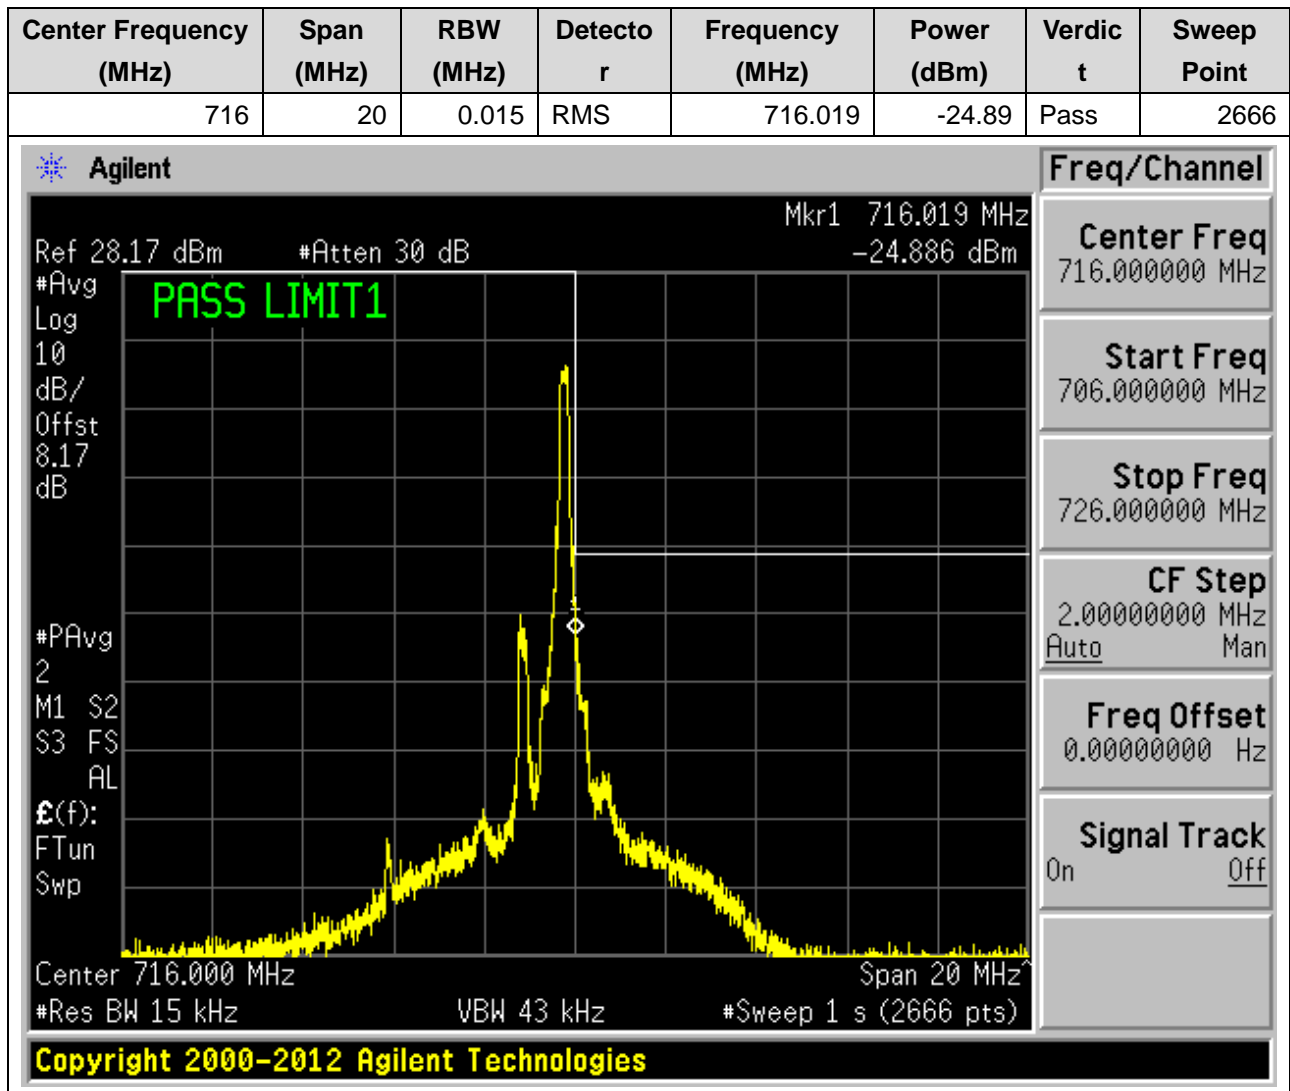 Center Frequency (MHz) Span (MHz) RBW (MHz) Detecto r Frequency (MHz) Power (dBm) Verdic t Sweep Point
716 20 0.015 RMS 716.019 -24.89 Pass 2666
Agilent
Freq/Channel
Mkr1 716.019 MHz
Ref 28.17 dBm #Atten 30 dB -24.886 dBm
#Avg
Log
10
dB/
Offst
8.17
dB
PASS LIMIT1
1
#PAvg
2
M1 S2
S3 FS
AL
£(f):
FTun
Swp
Center 716.000 MHz Span 20 MHz^
#Res BW 15 kHz VBW 43 kHz #Sweep 1 s (2666 pts)
Center Freq
716.000000 MHz
Start Freq
706.000000 MHz
Stop Freq
726.000000 MHz
CF Step
2.00000000 MHz
Auto Man
Freq Offset
0.00000000 Hz
Signal Track
On Off
Copyright 2000-2012 Agilent Technologies